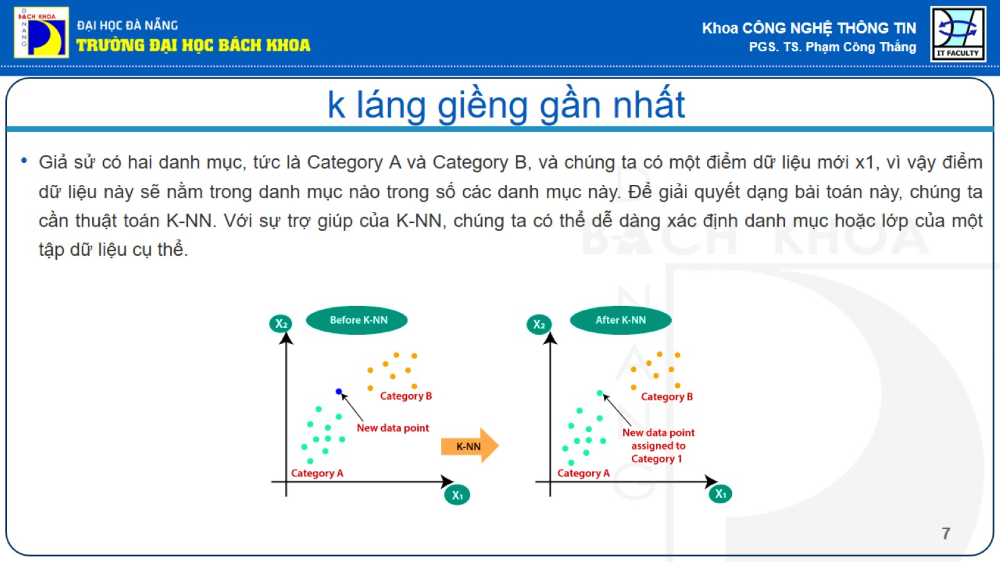 DANANG
BACH KHOA
ĐẠI HỌC ĐÀ NẴNG
TRƯỜNG ĐẠI HỌC BÁCH KHOA
Khoa CÔNG NGHỆ THÔNG TIN
PGS. TS. Phạm Công Thắng
IT FACULTY
k láng giềng gần nhất
• Giả sử có hai danh mục, tức là Category A và Category B, và chúng ta có một điểm dữ liệu mới x1, vì vậy điểm
dữ liệu này sẽ nằm trong danh mục nào trong số các danh mục này. Để giải quyết dạng bài toán này, chúng ta
cần thuật toán K-NN. Với sự trợ giúp của K-NN, chúng ta có thể dễ dàng xác định danh mục hoặc lớp của một
tập dữ liệu cụ thể.
X2
Before K-NN
Category B
New data point
Category A
X1
K-NN
X2
After K-NN
Category B
New data point
assigned to
Category 1
Category A
X1
DANANG
BACH KHOA
7